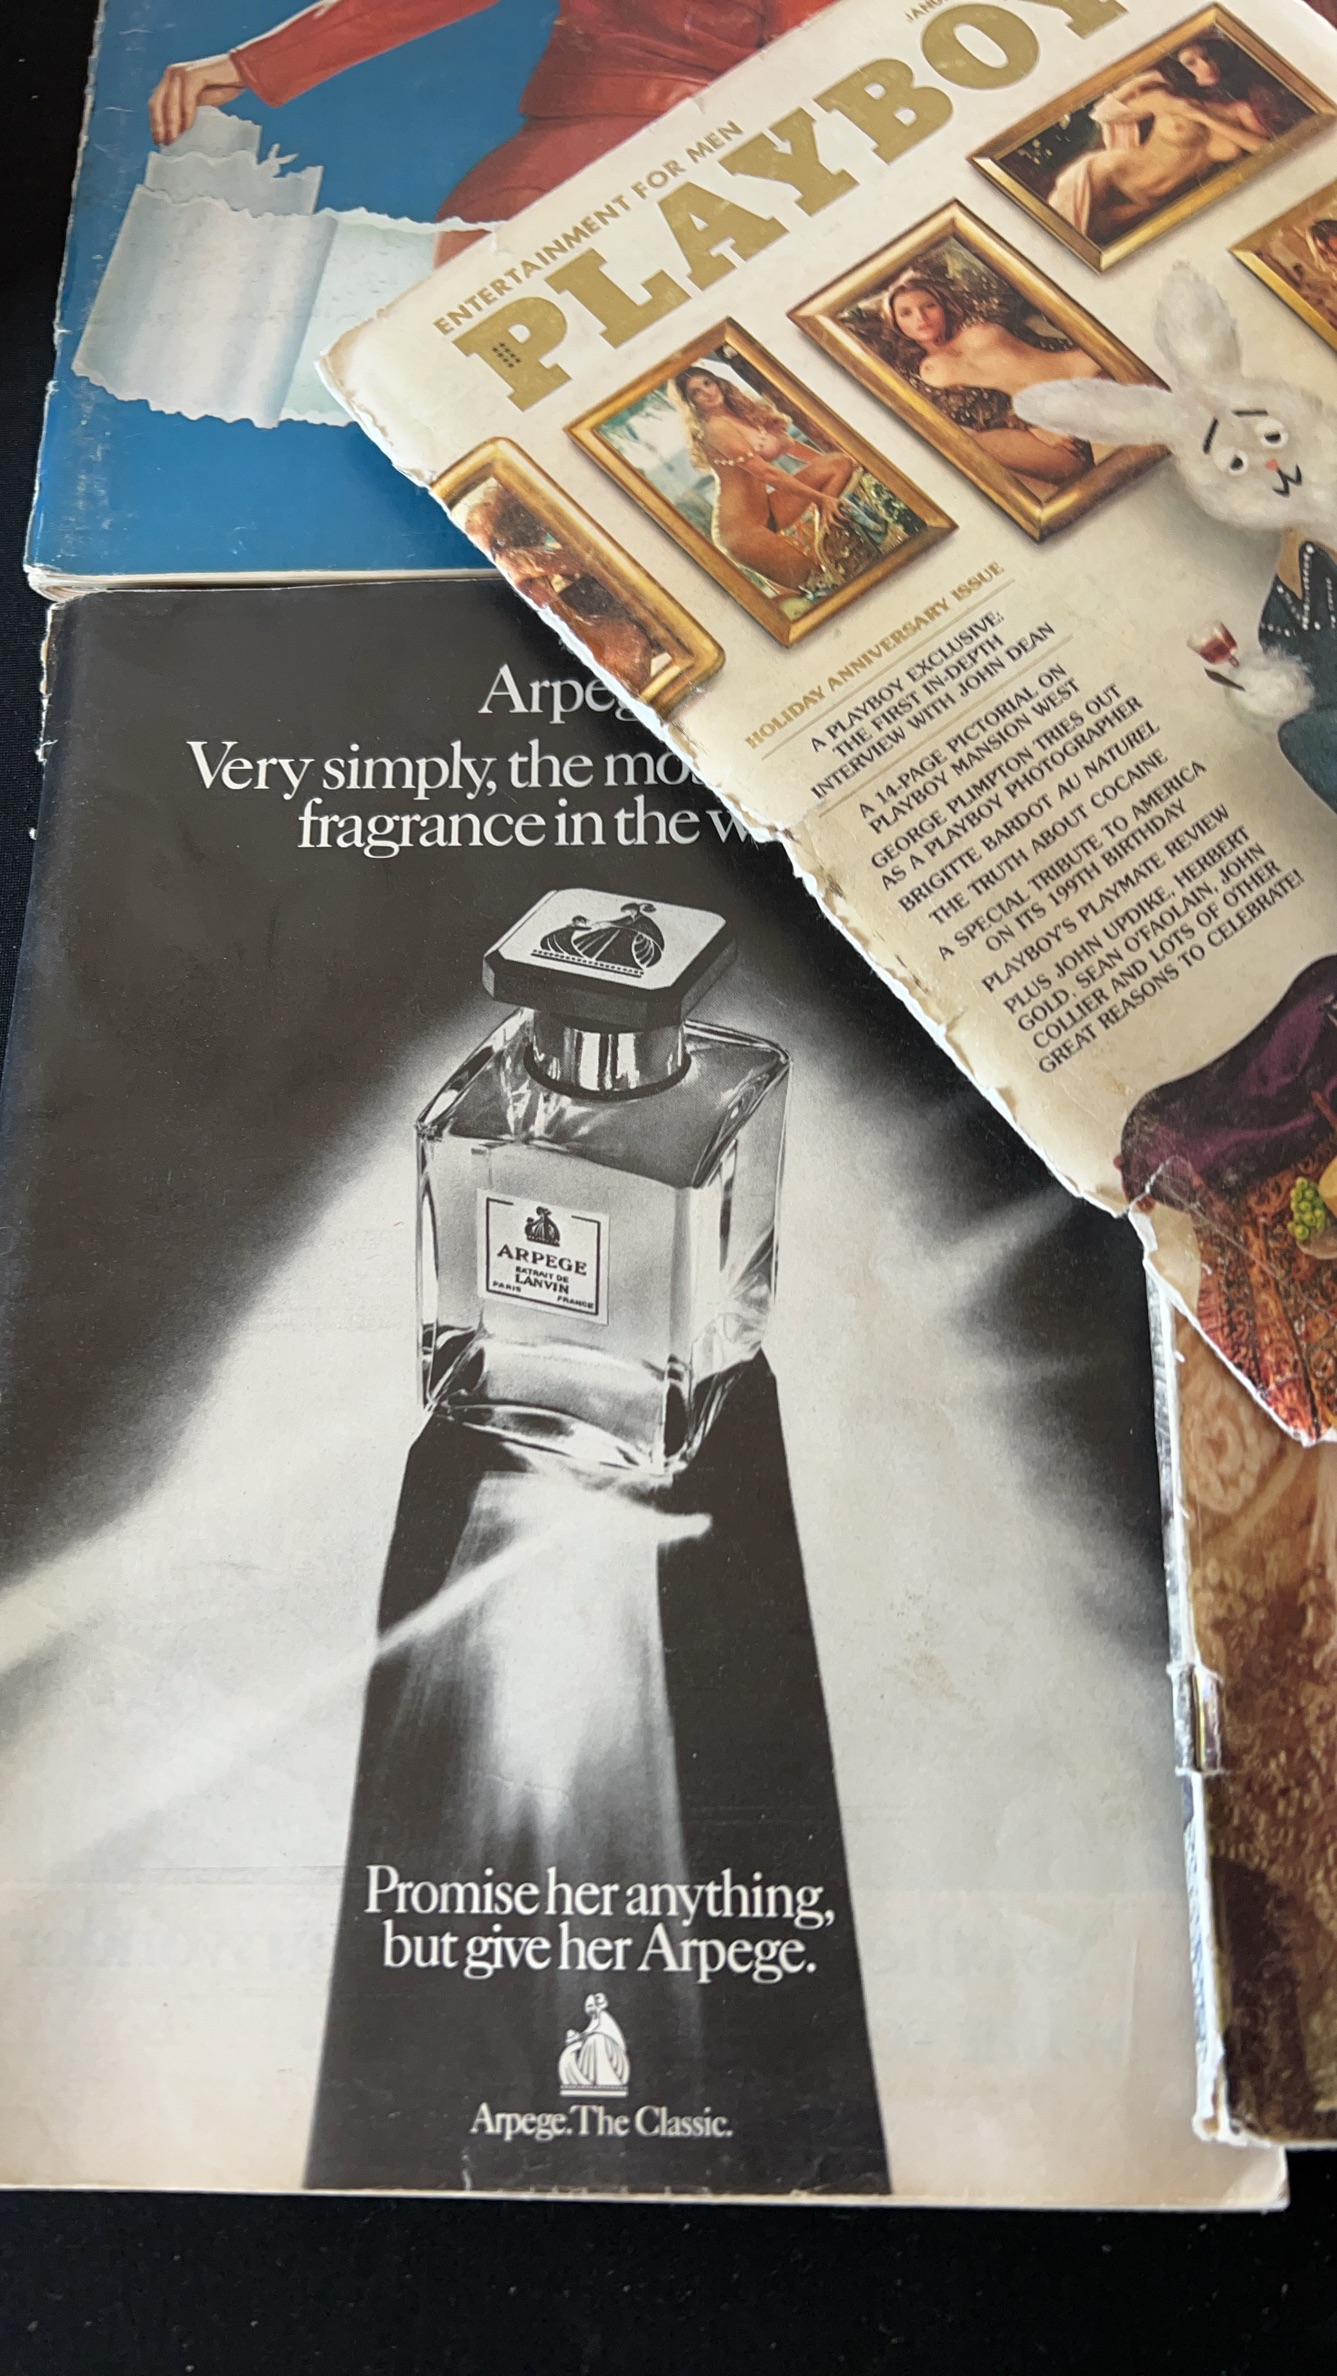 ENTERTAINMENT FOR MEN
PLAYBOY
HOLIDAY ANNIVERSARY ISSUE
A PLAYBOY EXCLUSIVE:
THE FIRST IN-DEPTH
INTERVIEW WITH JOHN DEAN
A 14-PAGE PICTORIAL ON
PLAYBOY MANSION WEST
GEORGE PLIMPTON TRIES OUT
AS A PLAYBOY PHOTOGRAPHER
BRIGITTE BARDOT AU NATUREL
THE TRUTH ABOUT COCAINE
A SPECIAL TRIBUTE TO AMERICA
ON ITS 199TH BIRTHDAY
PLAYBOY'S PLAYMATE REVIEW
PLUS JOHN UPDIKE, HERBERT
GOLD, SEAN O'FAOLAIN, JOHN
COLLIER AND LOTS OF OTHER
GREAT REASONS TO CELEBRATE!
Very simply, the
fragrance in the
ARPEGE
EXTRAIT DE
LANVIN
PARIS FRANCE
Promise her anything,
but give her Arpege.
Arpege. The Classic.